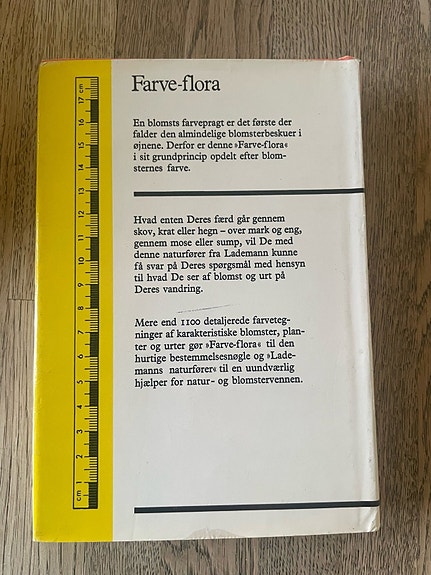 Farve-flora
En blomsts farvepragt er det første der
falder den almindelige blomsterbeskuer i
øjnene. Derfor er denne »Farve-flora«
i sit grundprincip opdelt efter blom-
sternes farve.
Hvad enten Deres færd går gennem
skov, krat eller hegn – over mark og eng,
gennem mose eller sump, vil De med
denne naturfører fra Lademann kunne
få svar på Deres spørgsmål med hensyn
til hvad De ser af blomst og urt på
Deres vandring.
Mere end 1100 detaljerede farveteg-
ninger af karakteristiske blomster, plan-
ter og urter gør »Farve-flora« til den
hurtige bestemmelsesnøgle og »Lade-
manns naturfører« til en uundværlig
hjælper for natur- og blomstervennen.
cm 1 2 3 4 5 6 7 8 9 10 11 12 13 14 15 16 17 cm